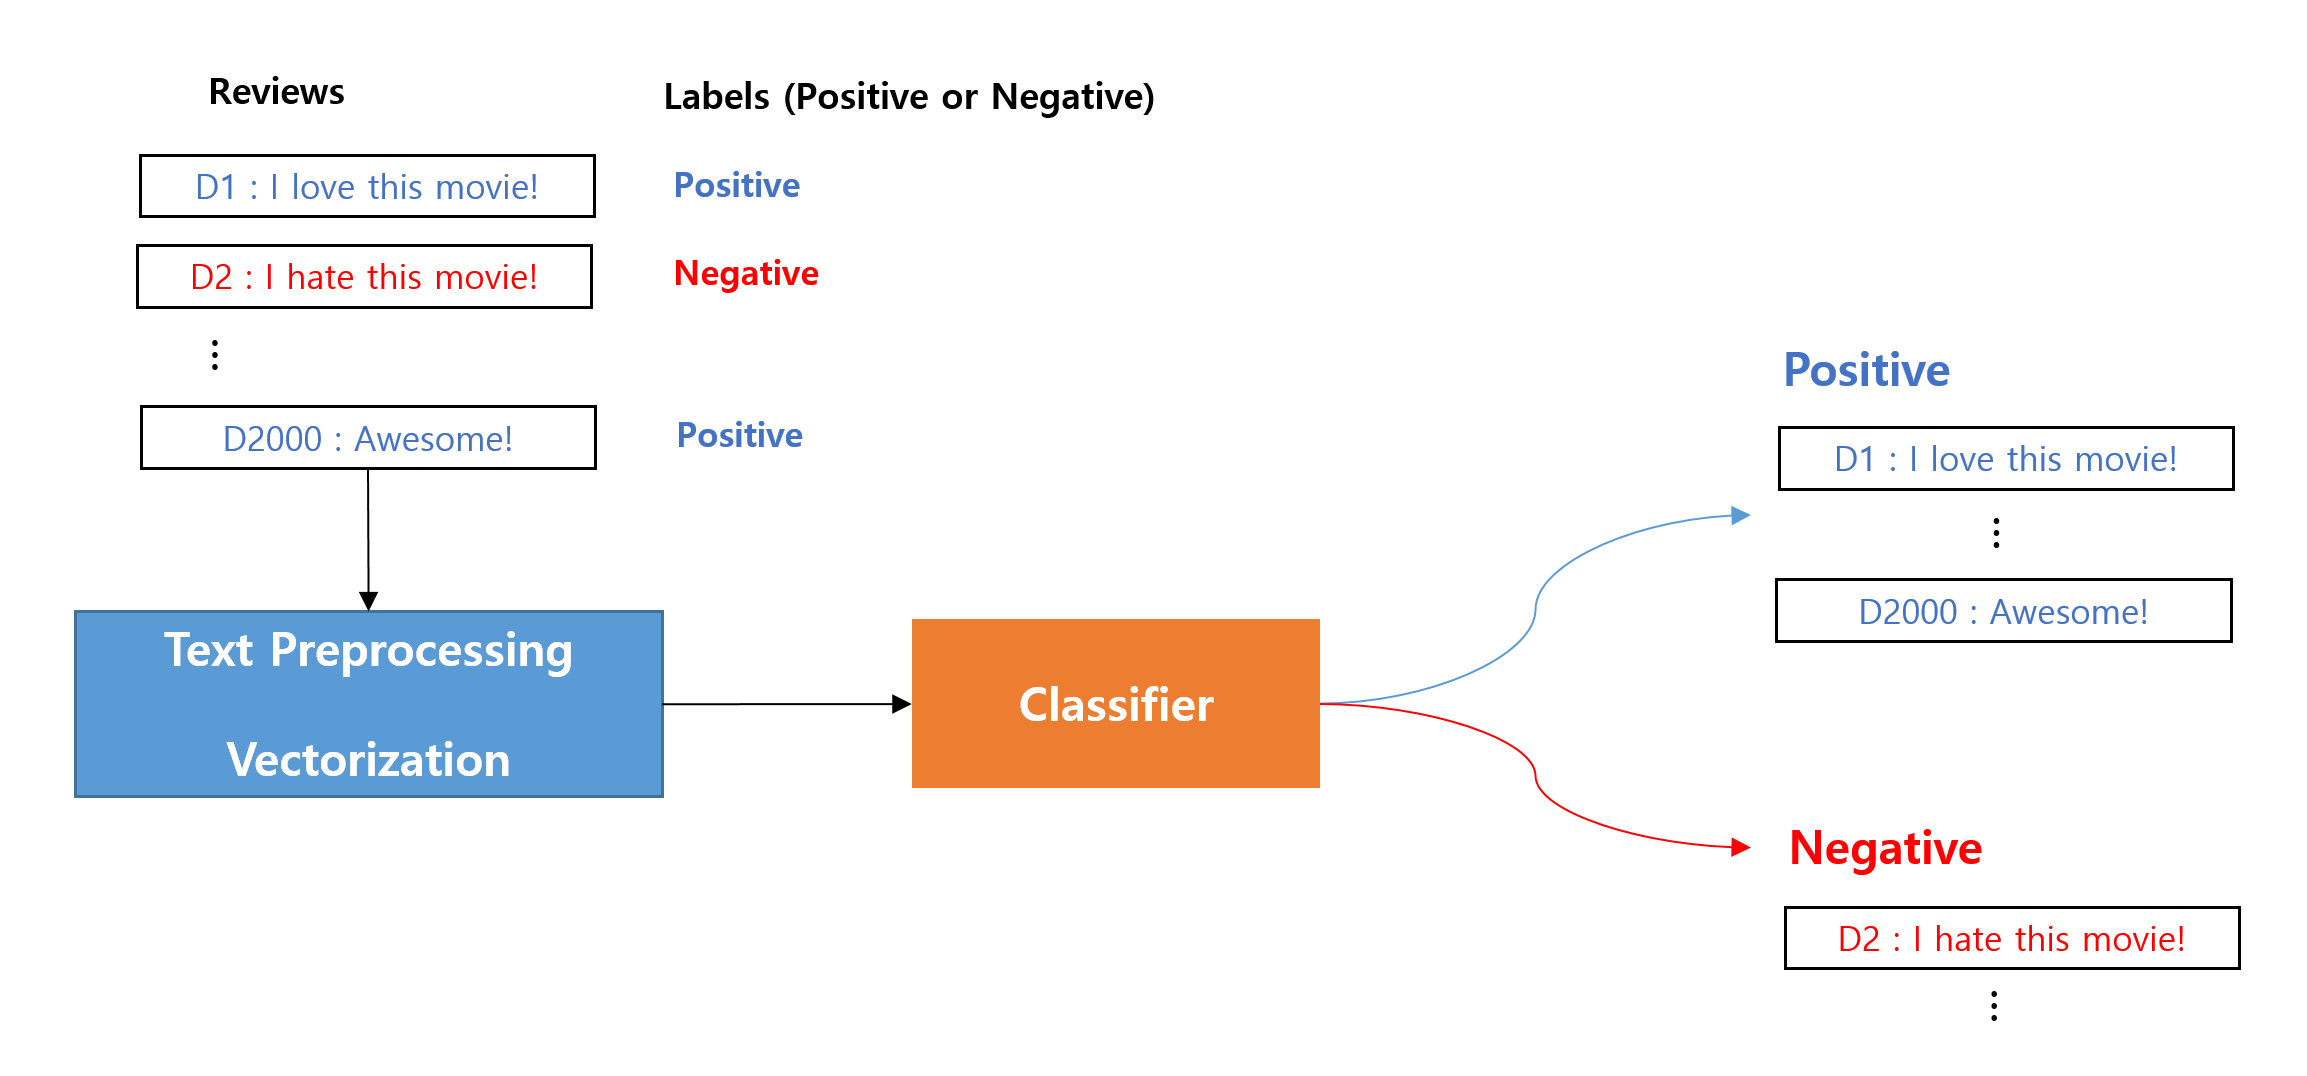 Reviews
Labels (Positive or Negative)
D1 : I love this movie!
Positive
D2 : I hate this movie!
Negative
D2000 : Awesome!
Positive
Text Preprocessing
Vectorization
Classifier
Positive
D1 : I love this movie!
D2000 : Awesome!
Negative
D2 : I hate this movie!